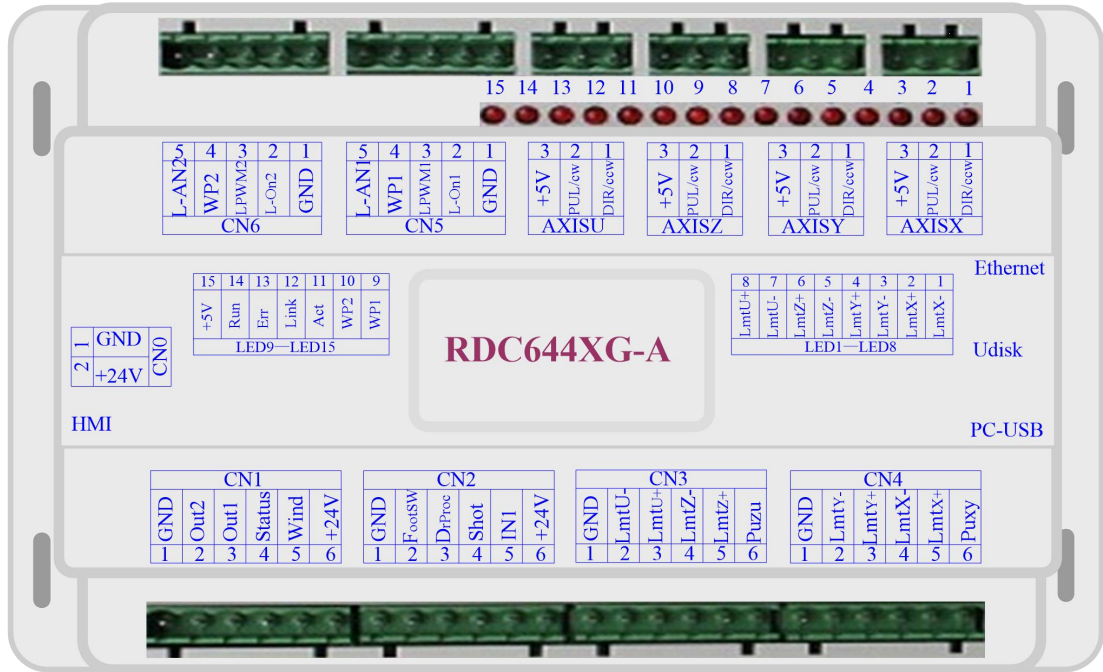 15 14 13 12 11 10 9 8 7 6 5 4 3 2 1
5 4 3 2 1
L-AN2 WP2 LPWM2 L-On2 GND
CN6
5 4 3 2 1
L-AN1 WP1 LPWM1 L-On1 GND
CN5
3 2 1
+5V PUL/cw DIR/ccw
AXISU
3 2 1
+5V PUL/cw DIR/ccw
AXISZ
3 2 1
+5V PUL/cw DIR/ccw
AXISY
3 2 1
+5V PUL/cw DIR/ccw
AXISX
Ethernet
15 14 13 12 11 10 9
+5V Run Err Link Act WP2 WP1
LED9—LED15
8 7 6 5 4 3 2 1
LmtU+ LmtU- LmtZ+ LmtZ- LmtY+ LmtY- LmtX+ LmtX-
LED1—LED8
1 GND
2 +24V
CN0
RDC644XG-A
Udisk
HMI
PC-USB
CN1
GND Out2 Out1 Status Wind +24V
1 2 3 4 5 6
CN2
GND FootSW DrProc Shot IN1 +24V
1 2 3 4 5 6
CN3
GND LmtU- LmtU+ LmtZ- LmtZ+ Puzu
1 2 3 4 5 6
CN4
GND LmtY- LmtY+ LmtX- LmtX+ Puxy
1 2 3 4 5 6